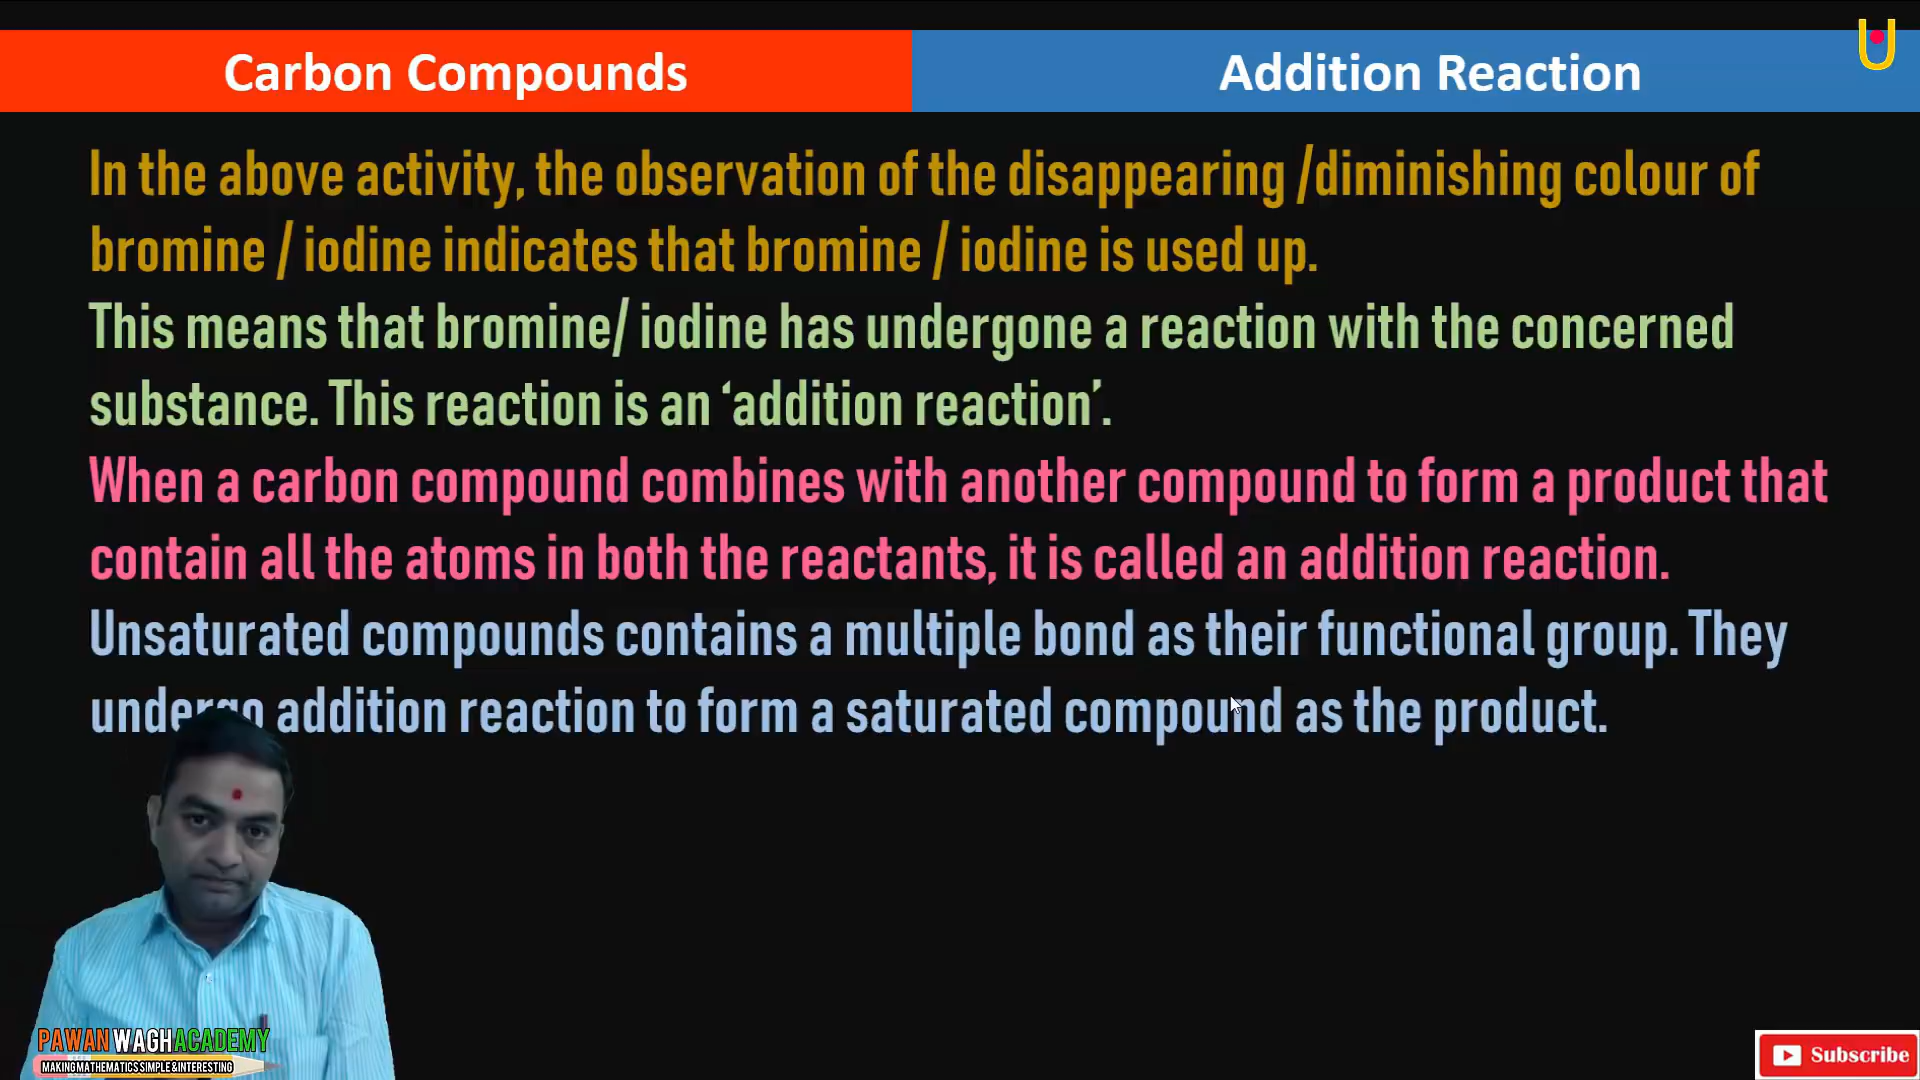 Carbon Compounds
Addition Reaction
In the above activity, the observation of the disappearing /diminishing colour of
bromine / iodine indicates that bromine / iodine is used up.
This means that bromine/ iodine has undergone a reaction with the concerned
substance. This reaction is an ‘addition reaction’.
When a carbon compound combines with another compound to form a product that
contain all the atoms in both the reactants, it is called an addition reaction.
Unsaturated compounds contains a multiple bond as their functional group. They
undergo addition reaction to form a saturated compound as the product.
PAWAN WAGH ACADEMY
MAKING MATHEMATICS SIMPLE & INTERESTING
Subscribe